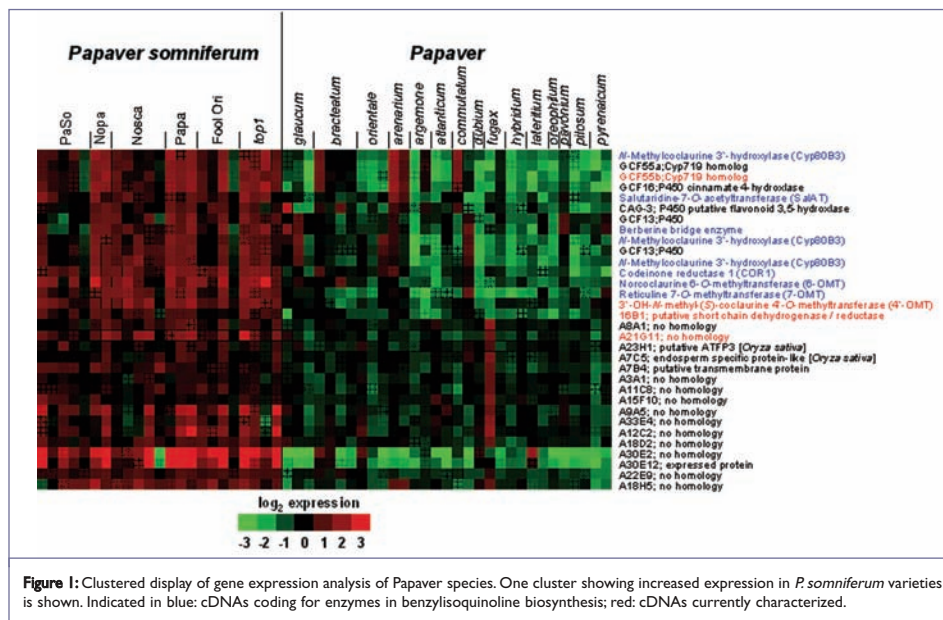 Papaver somniferum
Papaver
PaSo
Nopa
Nosca
Papa
Fool Ori
top1
glaucum
bracteatum
orientale
arenarium
argemone
atlanticum
commutatum
dubium
fugax
hybridum
lateritium
oreophilum
pavonium
pilosum
pyrenaicum
N-Methylcoclaurine 3'-hydroxylase (Cyp80B3)
GCF55a;Cyp719 homolog
GCF55b;Cyp719 homolog
GCF16;P450 cinnamate 4-hydroxlase
Salutaridine-7-O-acetyltransferase (SalAT)
CAG-3; P450 putative flavonoid 3,5-hydroxlase
GCF13;P450
Berberine bridge enzyme
N-Methylcoclaurine 3'-hydroxylase (Cyp80B3)
GCF13;P450
N-Methylcoclaurine 3'-hydroxylase (Cyp80B3)
Codeinone reductase 1 (COR1)
Norcoclaurine 6-O-methyltransferase (6-OMT)
Reticuline 7-O-methyltransferase (7-OMT)
3'-OH-N-methyl-(S)-coclaurine 4'-O-methyltransferase (4'-OMT)
16B1; putative short chain dehydrogenase / reductase
A8A1; no homology
A21G11; no homology
A23H1; putative ATFP3 [Oryza sativa]
A7C5; endosperm specific protein-like [Oryza sativa]
A7B4; putative transmembrane protein
A3A1; no homology
A11C8; no homology
A15F10; no homology
A9A5; no homology
A33E4; no homology
A12C2; no homology
A18D2; no homology
A30E2; no homology
A30E12; expressed protein
A22E9; no homology
A18H5; no homology
log2 expression
-3 -2 -1 0 1 2 3
Figure 1: Clustered display of gene expression analysis of Papaver species. One cluster showing increased expression in P. somniferum varieties
is shown. Indicated in blue: cDNAs coding for enzymes in benzylisoquinoline biosynthesis; red: cDNAs currently characterized.